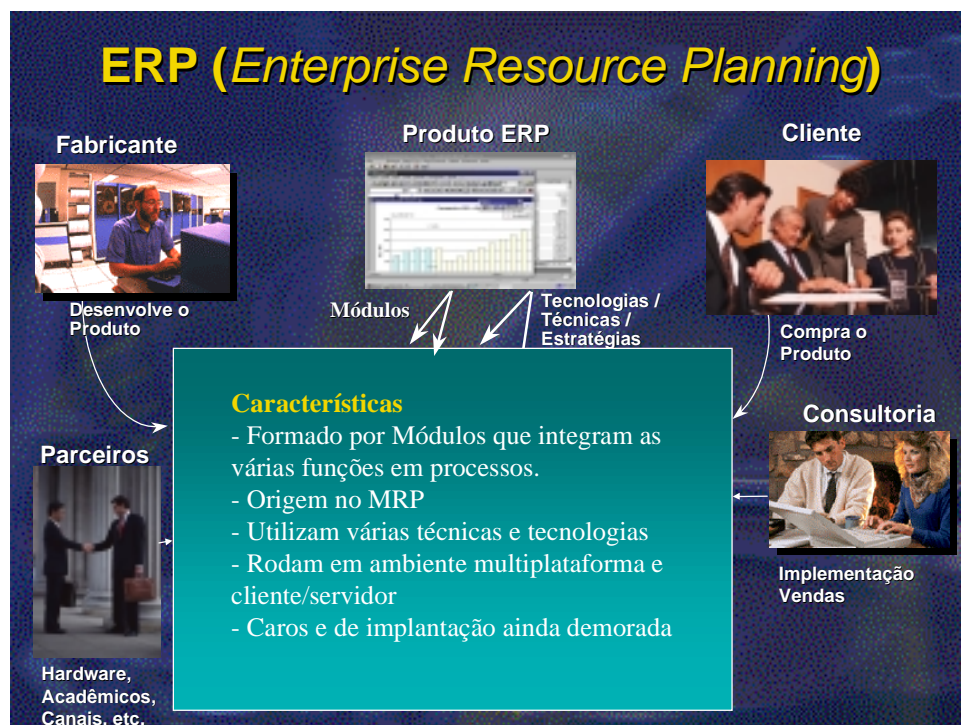 ERP (Enterprise Resource Planning)
Fabricante
Produto ERP
Cliente
Desenvolve o
Produto
Módulos
Tecnologias /
Técnicas /
Estratégias
Compra o
Produto
Características
- Formado por Módulos que integram as
várias funções em processos.
- Origem no MRP
- Utilizam várias técnicas e tecnologias
- Rodam em ambiente multiplataforma e
cliente/servidor
- Caros e de implantação ainda demorada
Parceiros
Hardware,
Acadêmicos,
Canais, etc.
Consultoria
Implementação
Vendas